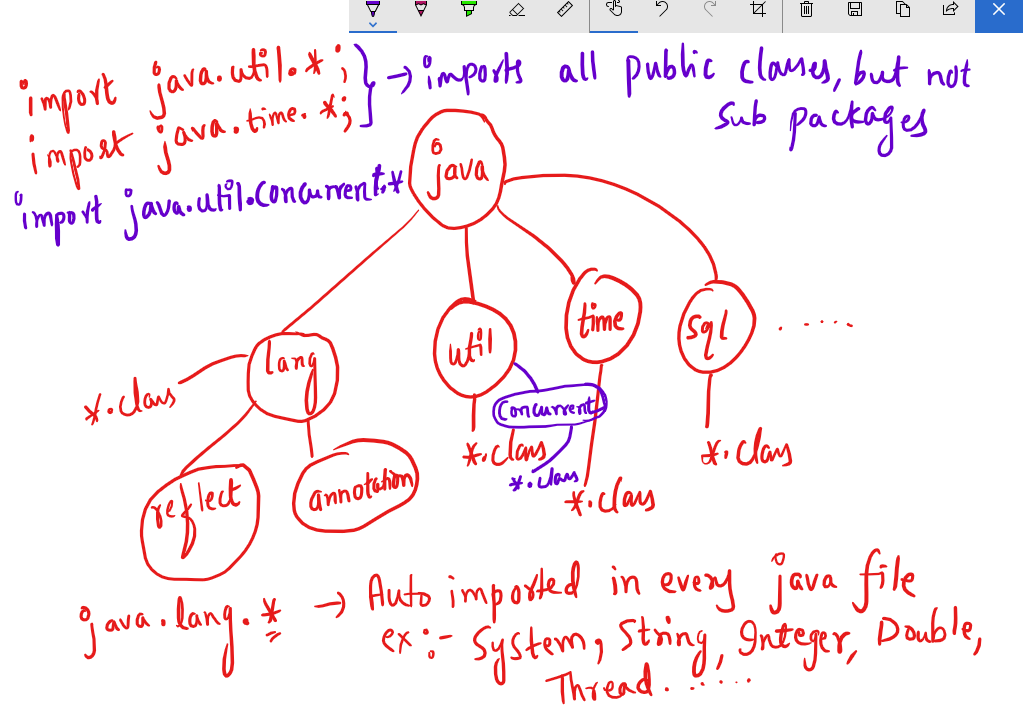 import java.util.*;
import java.time.*;
→ imports all public classes, but not
sub packages
import java.util.Concurrent.*
java
lang
util
time
sql
.....
*.class
Concurrent
*.class
*.class
*.class
*.class
reflect
annotation
java.lang.* → Auto imported in every java file
ex:- System, String, Integer, Double,
Thread.......